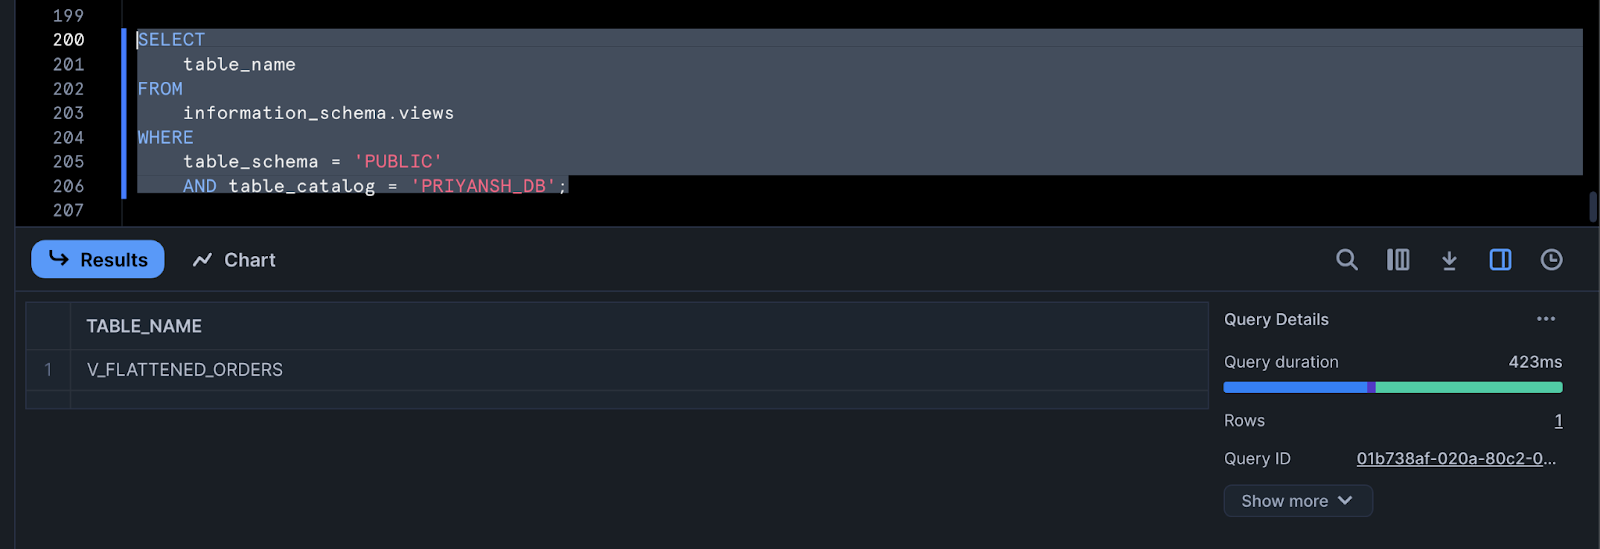 199
200 SELECT
201 table_name
202 FROM
203 information_schema.views
204 WHERE
205 table_schema = 'PUBLIC'
206 AND table_catalog = 'PRIYANSH_DB';
207
Results Chart
TABLE_NAME
1 V_FLATTENED_ORDERS
Query Details ...
Query duration 423ms
Rows 1
Query ID 01b738af-020a-80c2-0...
Show more